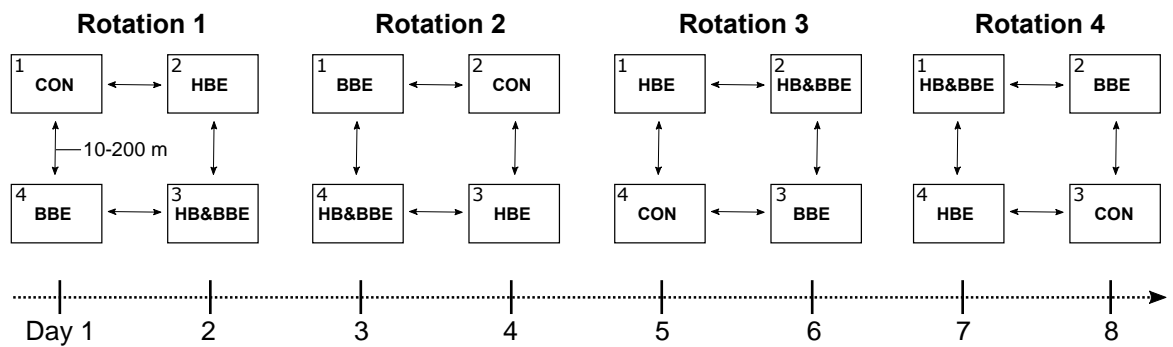 Rotation 1 Rotation 2 Rotation 3 Rotation 4
1 CON 2 HBE 1 BBE 2 CON 1 HBE 2 HB&BBE 1 HB&BBE 2 BBE
10-200 m
4 BBE 3 HB&BBE 4 HB&BBE 3 HBE 4 CON 3 BBE 4 HBE 3 CON
Day 1 2 3 4 5 6 7 8